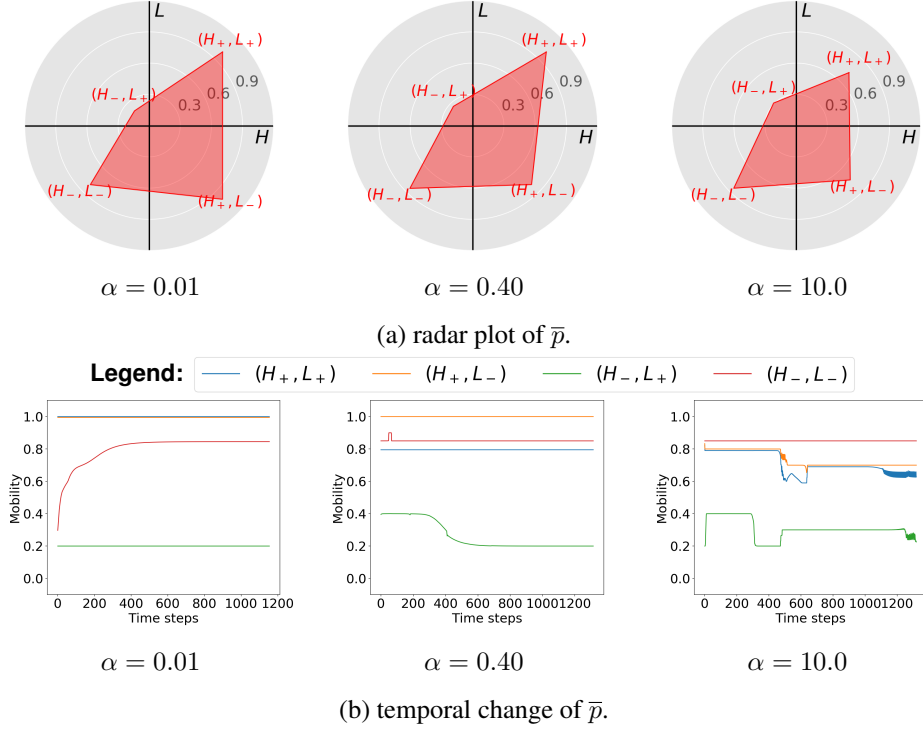 L L L
(H₊, L₊) (H₊, L₊) (H₊, L₊)
(H₋, L₊) 0.3 0.6 0.9 (H₋, L₊) 0.3 0.6 0.9 (H₋, L₊) 0.3 0.6 0.9
H H H
(H₋, L₋) (H₊, L₋) (H₋, L₋) (H₊, L₋) (H₋, L₋) (H₊, L₋)
α = 0.01 α = 0.40 α = 10.0
(a) radar plot of p̅.
Legend: (H₊, L₊) (H₊, L₋) (H₋, L₊) (H₋, L₋)
1.0 1.0 1.0
0.8 0.8 0.8
0.6 0.6 0.6
0.4 0.4 0.4
0.2 0.2 0.2
0.0 0.0 0.0
Mobility Mobility Mobility
0 200 400 600 800 1000 1200 0 200 400 600 800 1000 1200 0 200 400 600 800 1000 1200
Time steps Time steps Time steps
α = 0.01 α = 0.40 α = 10.0
(b) temporal change of p̅.